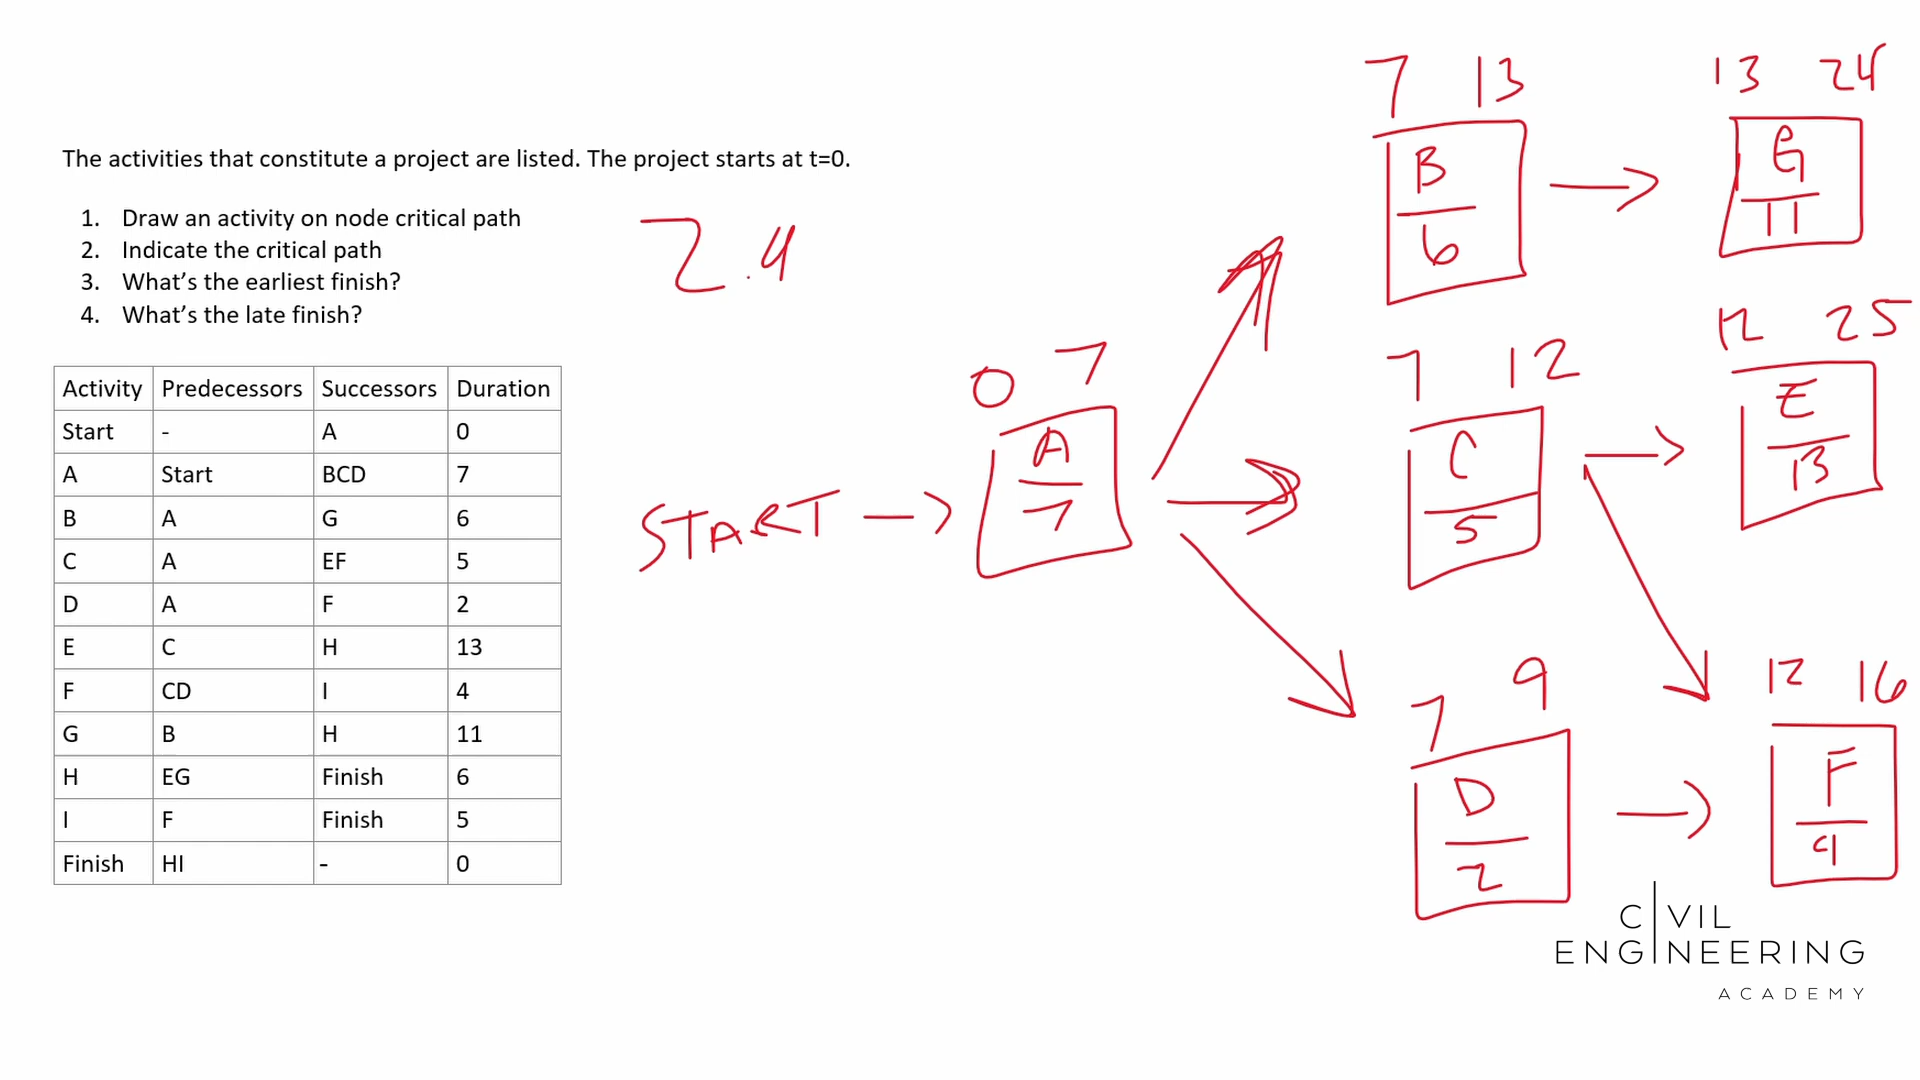 The activities that constitute a project are listed. The project starts at t=0.
1. Draw an activity on node critical path
2. Indicate the critical path
3. What’s the earliest finish?
4. What’s the late finish?
2.4
Activity Predecessors Successors Duration
Start - A 0
A Start BCD 7
B A G 6
C A EF 5
D A F 2
E C H 13
F CD I 4
G B H 11
H EG Finish 6
I F Finish 5
Finish HI - 0
START
0 7
A
7
7 13
B
6
13 24
G
11
7 12
C
5
12 25
E
13
7 9
D
2
12 16
F
4
CIVIL
ENGINEERING
ACADEMY